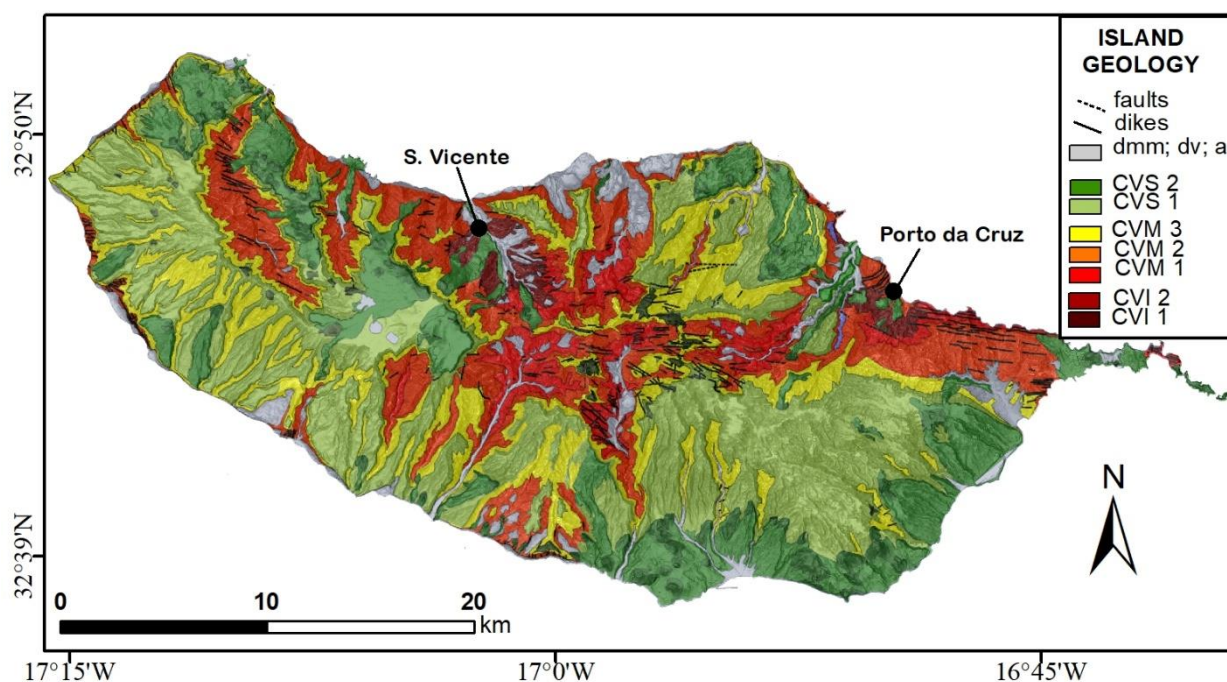 ISLAND
GEOLOGY
faults
dikes
dmm; dv; a
CVS 2
CVS 1
CVM 3
CVM 2
CVM 1
CVI 2
CVI 1
32°50'N
S. Vicente
Porto da Cruz
32°39'N
N
0 10 20
km
17°15'W 17°0'W 16°45'W